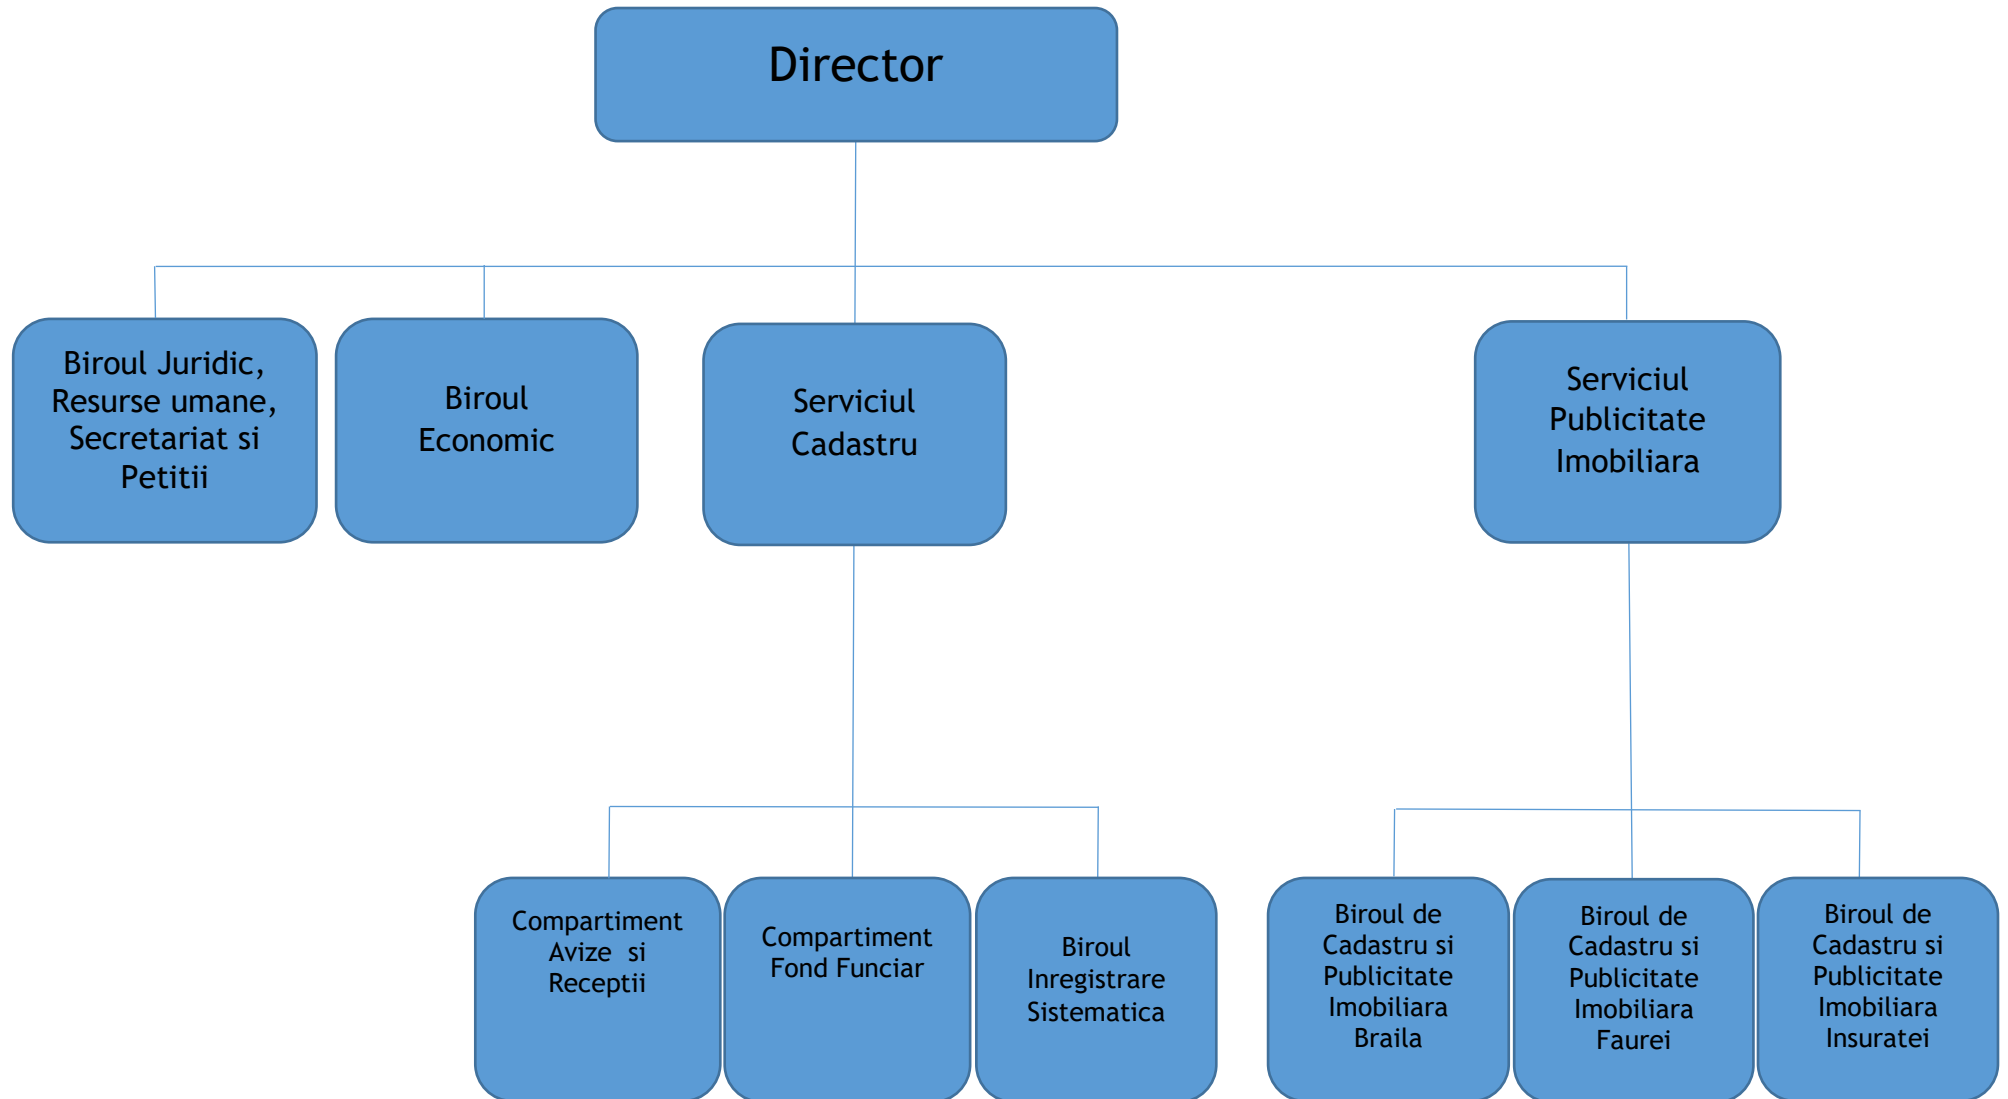 Director
Biroul Juridic,
Resurse umane,
Secretariat si
Petitii
Biroul
Economic
Serviciul
Cadastru
Serviciul
Publicitate
Imobiliara
Compartiment
Avize si
Receptii
Compartiment
Fond Funciar
Biroul
Inregistrare
Sistematica
Biroul de
Cadastru si
Publicitate
Imobiliara
Braila
Biroul de
Cadastru si
Publicitate
Imobiliara
Faurei
Biroul de
Cadastru si
Publicitate
Imobiliara
Insuratei